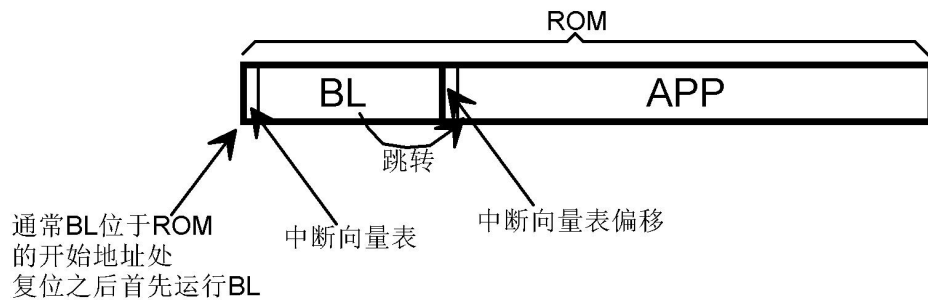 ROM
BL
APP
跳转
中断向量表
中断向量表偏移
通常BL位于ROM
的开始地址处
复位之后首先运行BL